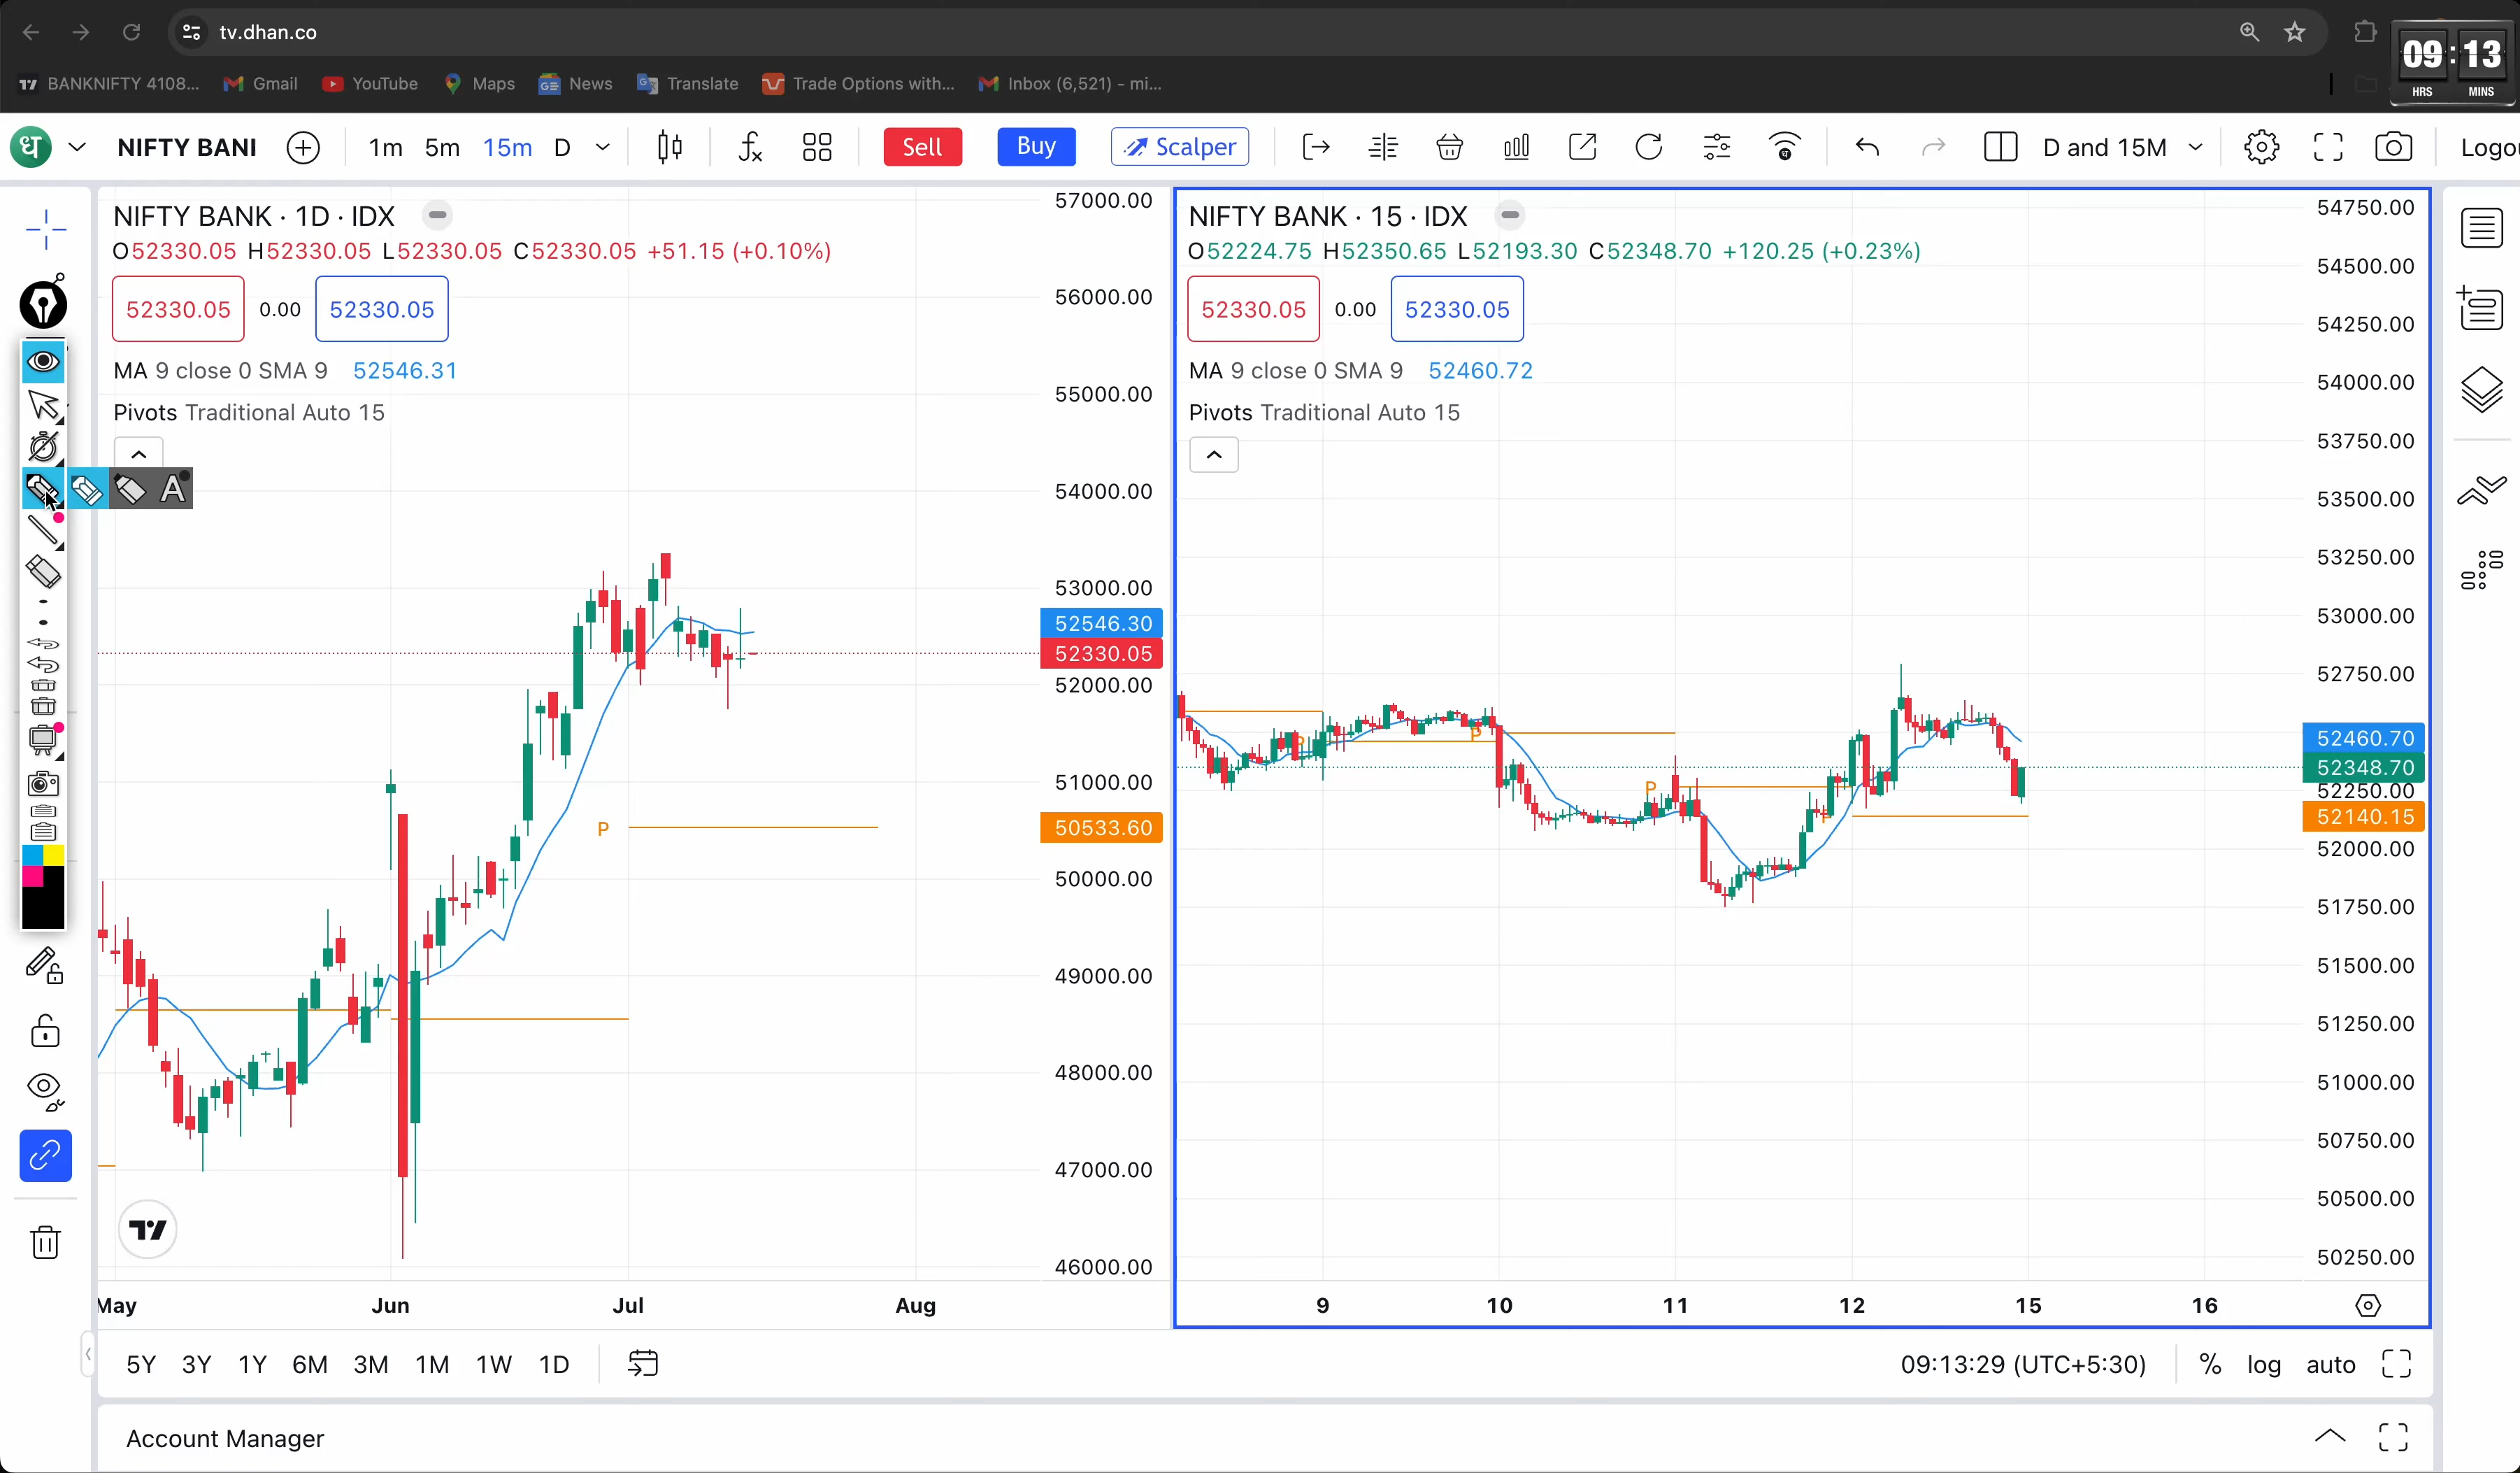 tv.dhan.co
09:13
HRS MINS
BANKNIFTY 4108... Gmail YouTube Maps News Translate Trade Options with... Inbox (6,521) – mi...
ध NIFTY BANI 1m 5m 15m D Sell Buy Scalper D and 15M Logou
NIFTY BANK · 1D · IDX
O52330.05 H52330.05 L52330.05 C52330.05 +51.15 (+0.10%)
52330.05 0.00 52330.05
MA 9 close 0 SMA 9 52546.31
Pivots Traditional Auto 15
A
57000.00
56000.00
55000.00
54000.00
53000.00
52546.30
52330.05
52000.00
51000.00
50533.60
50000.00
49000.00
48000.00
47000.00
46000.00
P
May Jun Jul Aug
NIFTY BANK · 15 · IDX
O52224.75 H52350.65 L52193.30 C52348.70 +120.25 (+0.23%)
52330.05 0.00 52330.05
MA 9 close 0 SMA 9 52460.72
Pivots Traditional Auto 15
54750.00
54500.00
54250.00
54000.00
53750.00
53500.00
53250.00
53000.00
52750.00
52460.70
52348.70
52250.00
52140.15
52000.00
51750.00
51500.00
51250.00
51000.00
50750.00
50500.00
50250.00
P P P P
9 10 11 12 15 16
5Y 3Y 1Y 6M 3M 1M 1W 1D
09:13:29 (UTC+5:30) % log auto
Account Manager